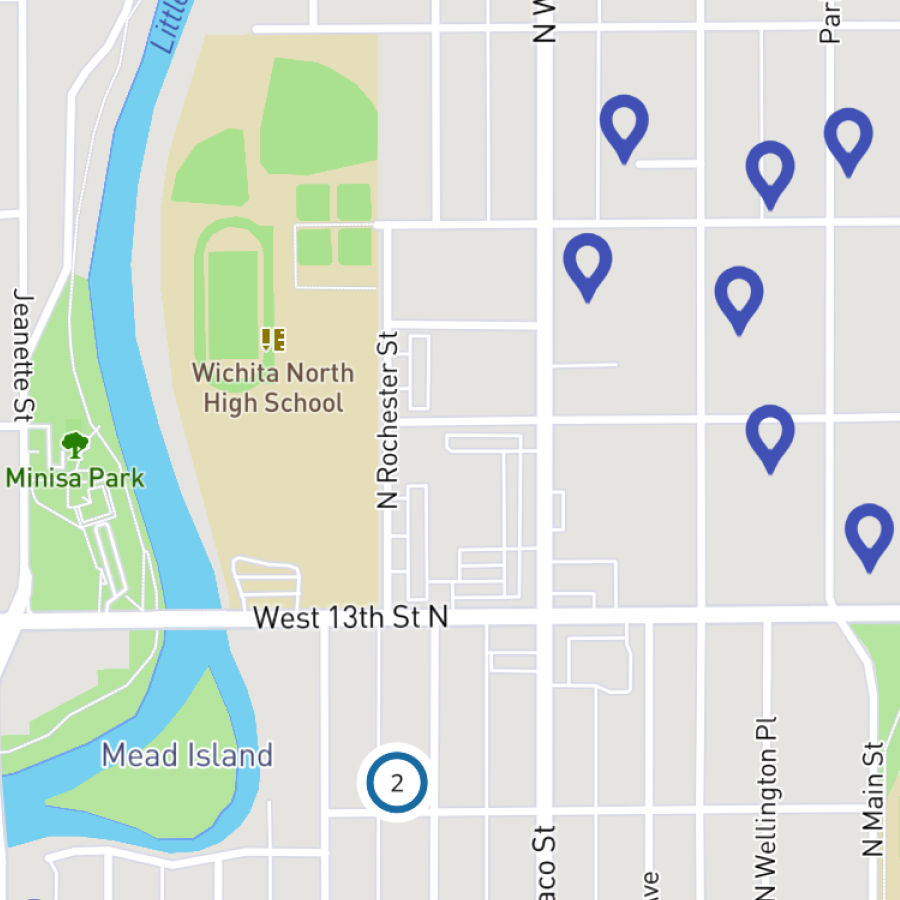 Little
N W
Par
Jeanette St
Wichita North
High School
N Rochester St
Minisa Park
West 13th St N
Mead Island
2
N Wellington Pl
N Main St
aco St
Ave